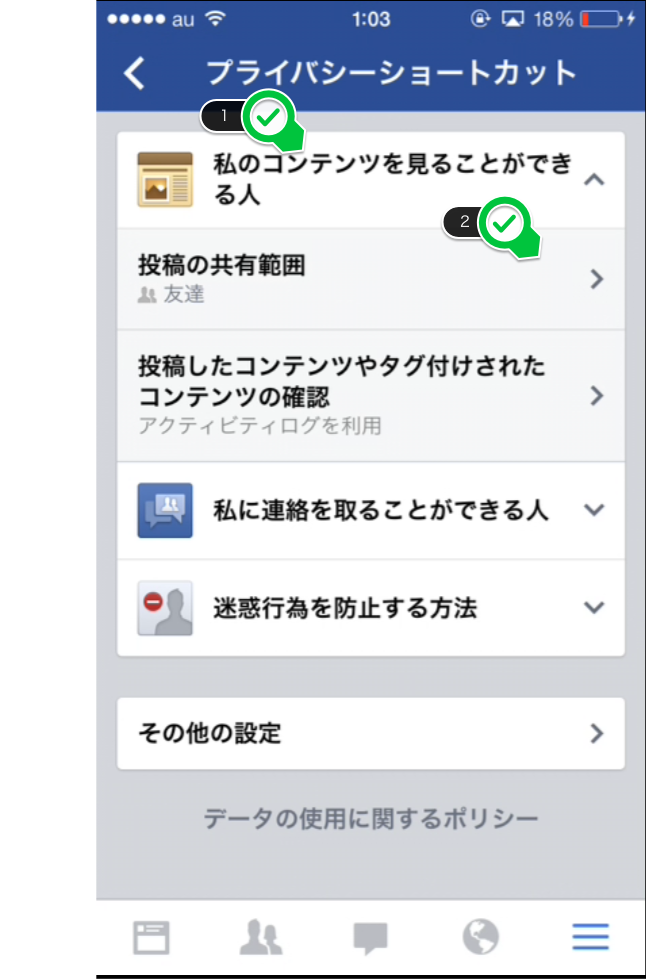 au 1:03 18%
プライバシーショートカット
1
私のコンテンツを見ることができ
る人
2
投稿の共有範囲
友達
投稿したコンテンツやタグ付けされた
コンテンツの確認
アクティビティログを利用
私に連絡を取ることができる人
迷惑行為を防止する方法
その他の設定
データの使用に関するポリシー